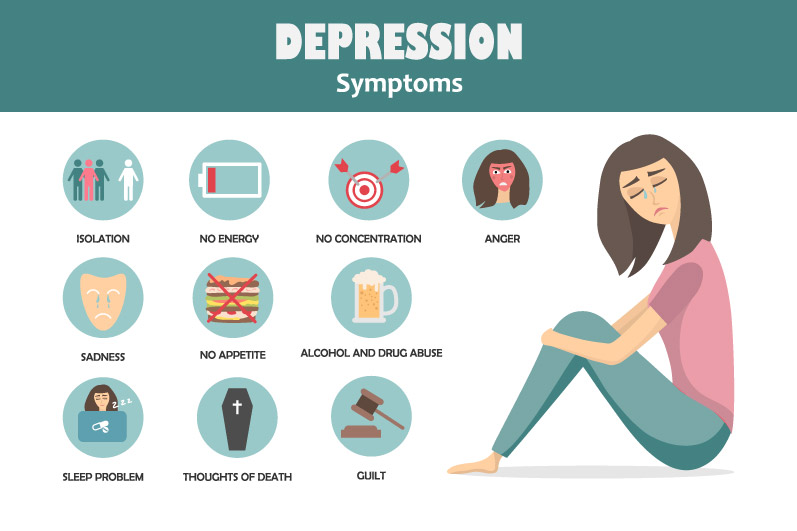 DEPRESSION
Symptoms
ISOLATION
NO ENERGY
NO CONCENTRATION
ANGER
SADNESS
NO APPETITE
ALCOHOL AND DRUG ABUSE
z z z
SLEEP PROBLEM
THOUGHTS OF DEATH
GUILT